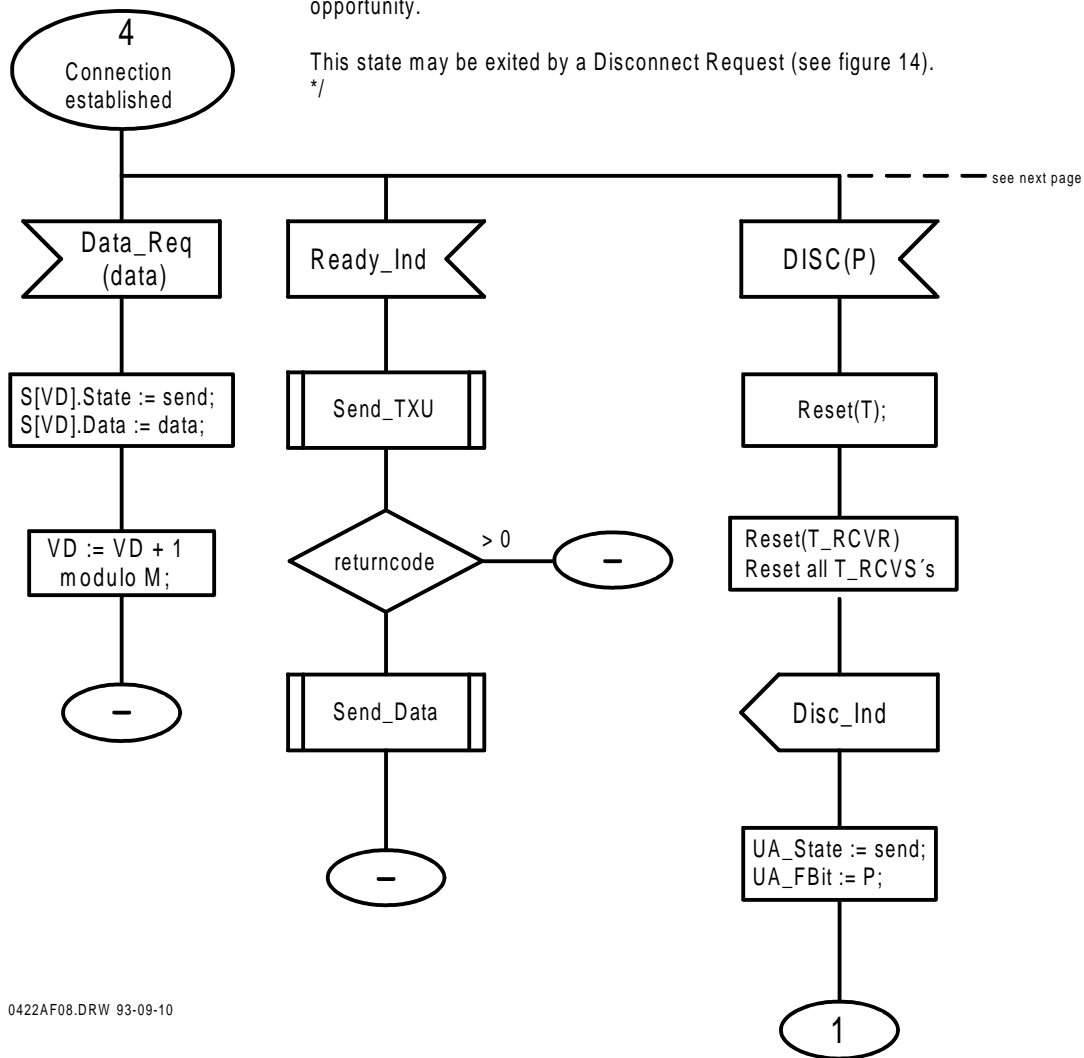 opportunity.
This state may be exited by a Disconnect Request (see figure 14).
*/
4
Connection
established
see next page
Data_Req
(data)
Ready_Ind
DISC(P)
S[VD].State := send;
S[VD].Data := data;
Send_TXU
Reset(T);
VD := VD + 1
modulo M;
returncode
> 0
–
Reset(T_RCVR)
Reset all T_RCVS´s
–
Send_Data
Disc_Ind
–
UA_State := send;
UA_FBit := P;
0422AF08.DRW 93-09-10
1